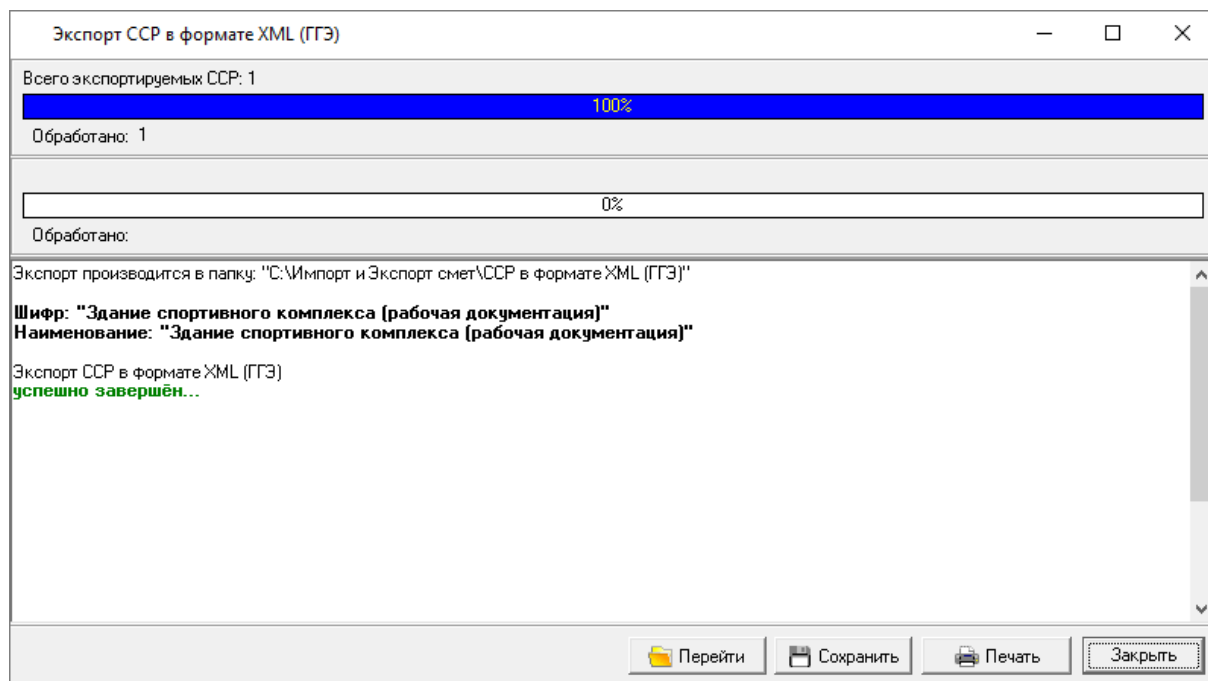 Экспорт ССР в формате XML (ГГЭ)
Всего экспортируемых ССР: 1
100%
Обработано: 1
0%
Обработано:
Экспорт производится в папку: "C:\Импорт и Экспорт смет\ССР в формате XML (ГГЭ)"
Шифр: "Здание спортивного комплекса (рабочая документация)"
Наименование: "Здание спортивного комплекса (рабочая документация)"
Экспорт ССР в формате XML (ГГЭ)
успешно завершён...
Перейти Сохранить Печать Закрыть